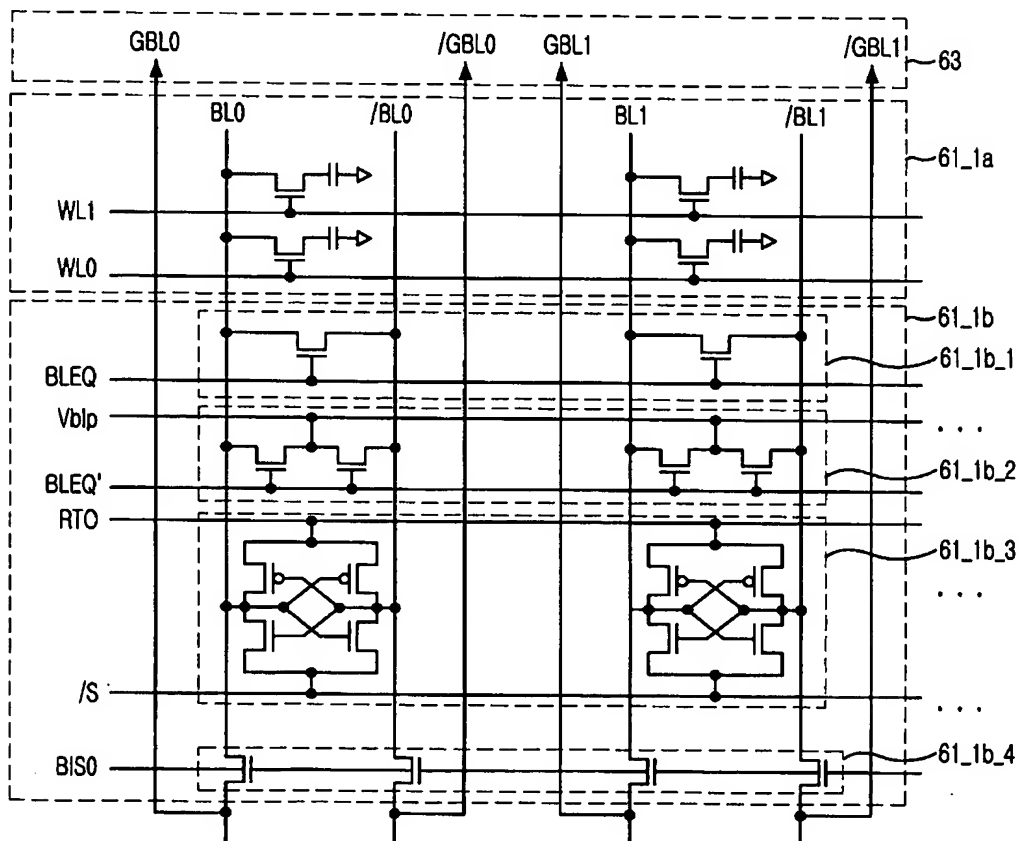 GBL0 /GBL0 GBL1 /GBL1
63
BL0 /BL0 BL1 /BL1
61_1a
WL1
WL0
61_1b
61_1b_1
BLEQ
Vblp
. . .
61_1b_2
BLEQ'
RTO
61_1b_3
. . .
/S
. . .
61_1b_4
BIS0